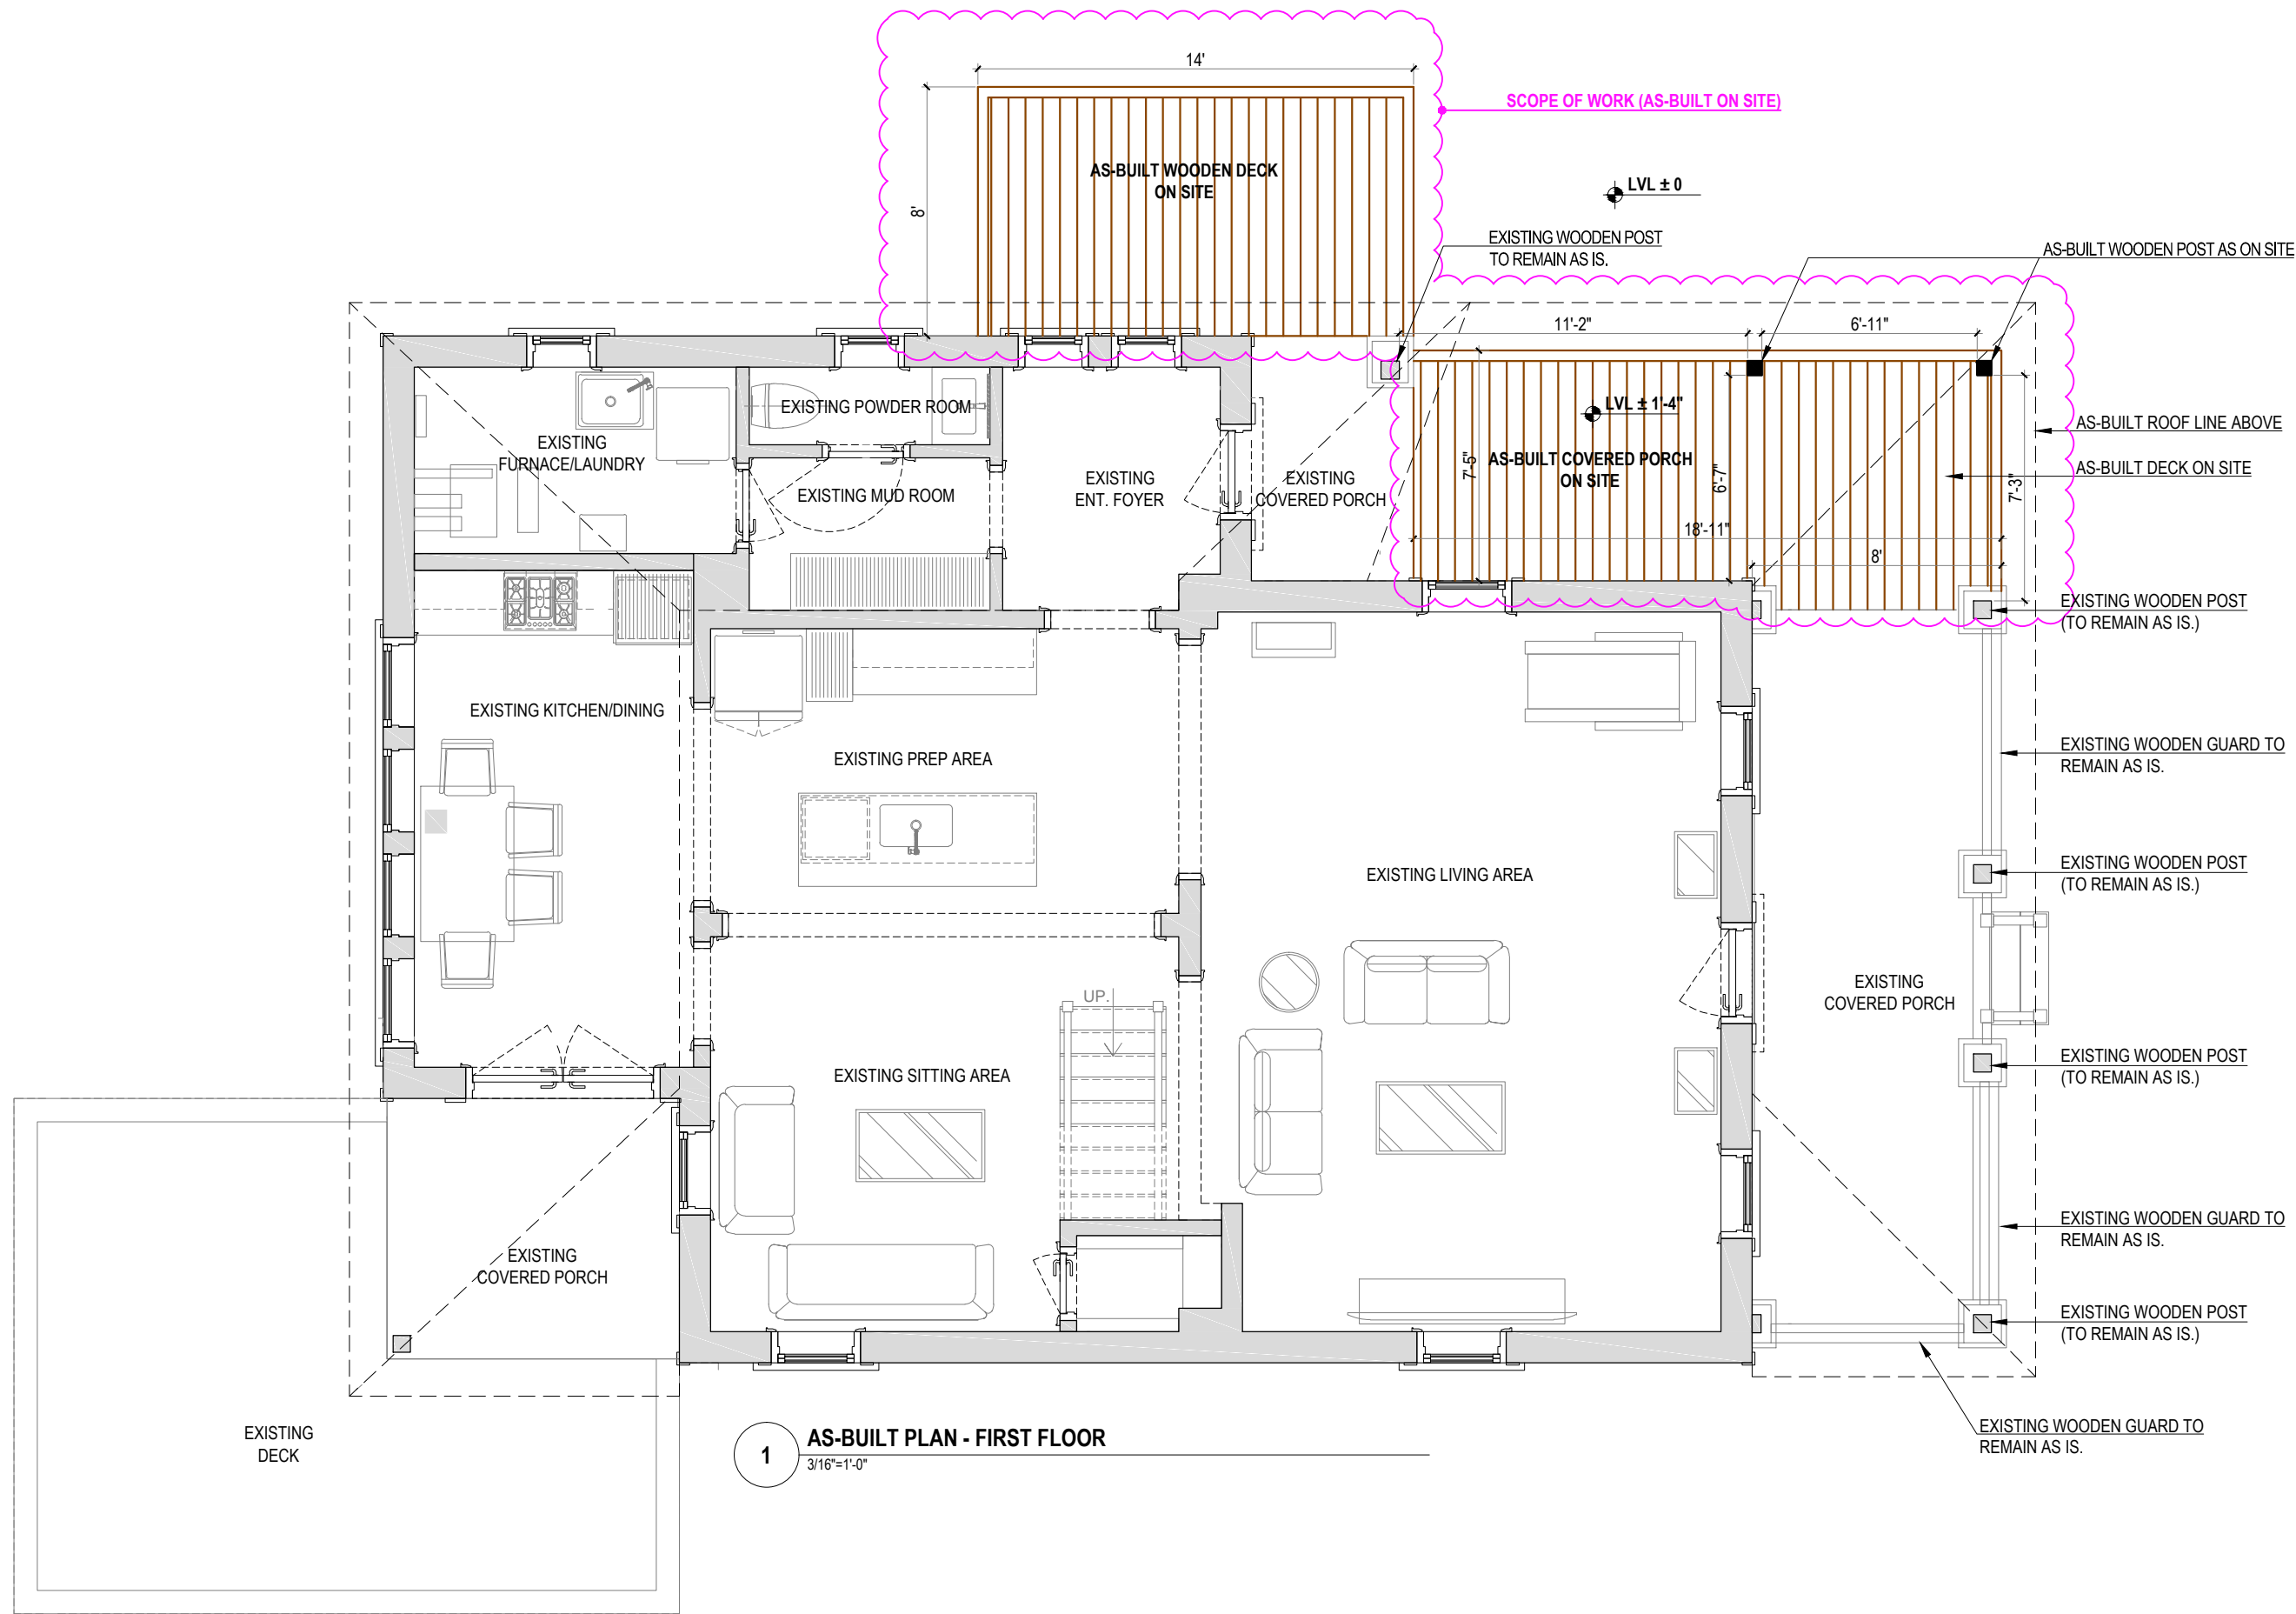 14'
SCOPE OF WORK (AS-BUILT ON SITE)
AS-BUILT WOODEN DECK
ON SITE
8'
LVL ± 0
EXISTING WOODEN POST
TO REMAIN AS IS.
AS-BUILT WOODEN POST AS ON SITE
11'-2"
6'-11"
LVL ± 1'-4"
EXISTING POWDER ROOM
AS-BUILT ROOF LINE ABOVE
EXISTING
FURNACE/LAUNDRY
EXISTING MUD ROOM
EXISTING
ENT. FOYER
EXISTING
COVERED PORCH
7'-5"
AS-BUILT COVERED PORCH
ON SITE
6'-7"
AS-BUILT DECK ON SITE
7'-3"
18'-11"
8'
EXISTING WOODEN POST
(TO REMAIN AS IS.)
EXISTING KITCHEN/DINING
EXISTING PREP AREA
EXISTING WOODEN GUARD TO
REMAIN AS IS.
EXISTING LIVING AREA
EXISTING WOODEN POST
(TO REMAIN AS IS.)
EXISTING
COVERED PORCH
UP.
EXISTING SITTING AREA
EXISTING WOODEN POST
(TO REMAIN AS IS.)
EXISTING WOODEN GUARD TO
REMAIN AS IS.
EXISTING
COVERED PORCH
EXISTING WOODEN POST
(TO REMAIN AS IS.)
EXISTING
DECK
EXISTING WOODEN GUARD TO
REMAIN AS IS.
1
AS-BUILT PLAN - FIRST FLOOR
3/16"=1'-0"